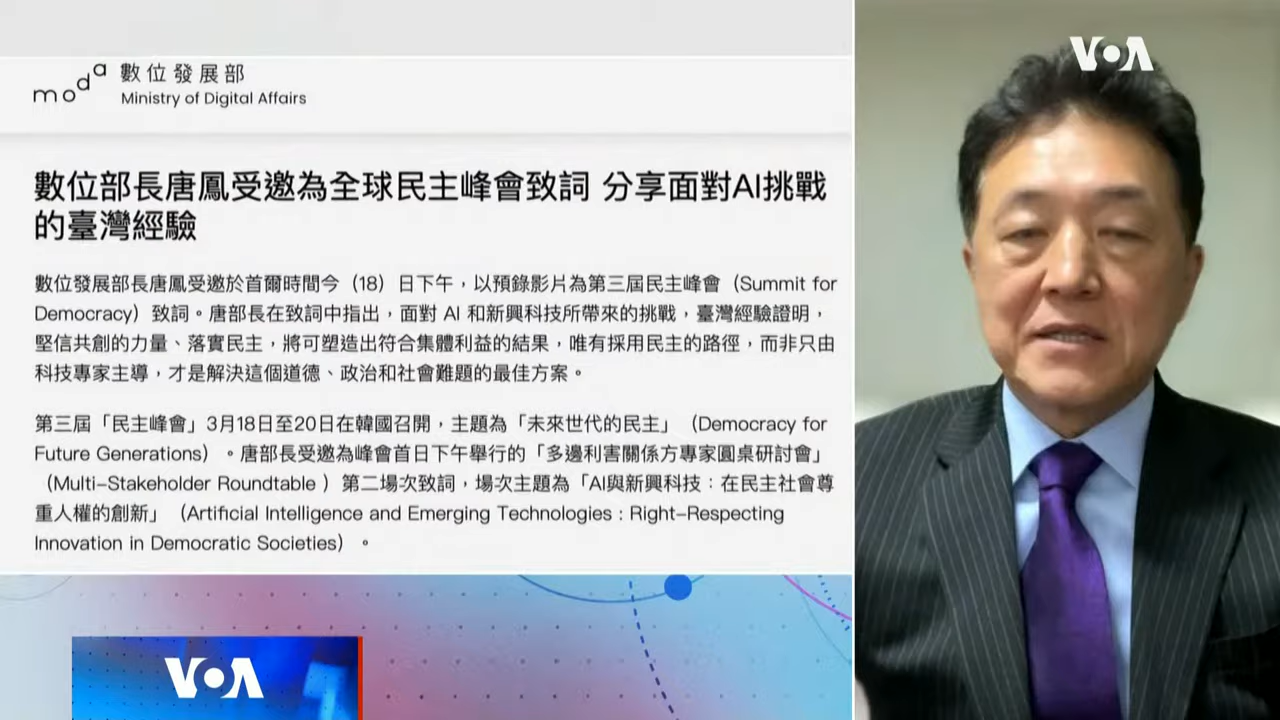 moda 數位發展部
Ministry of Digital Affairs
數位部長唐鳳受邀為全球民主峰會致詞 分享面對AI挑戰
的臺灣經驗
數位發展部長唐鳳受邀於首爾時間今（18）日下午，以預錄影片為第三屆民主峰會（Summit for
Democracy）致詞。唐部長在致詞中指出，面對 AI 和新興科技所帶來的挑戰，臺灣經驗證明，
堅信共創的力量、落實民主，將可塑造出符合集體利益的結果，唯有採用民主的路徑，而非只由
科技專家主導，才是解決這個道德、政治和社會難題的最佳方案。
第三屆「民主峰會」3月18日至20日在韓國召開，主題為「未來世代的民主」（Democracy for
Future Generations）。唐部長受邀為峰會首日下午舉行的「多邊利害關係方專家圓桌研討會」
（Multi-Stakeholder Roundtable ）第二場次致詞，場次主題為「AI與新興科技：在民主社會尊
重人權的創新」（Artificial Intelligence and Emerging Technologies : Right-Respecting
Innovation in Democratic Societies）。
VOA
VOA